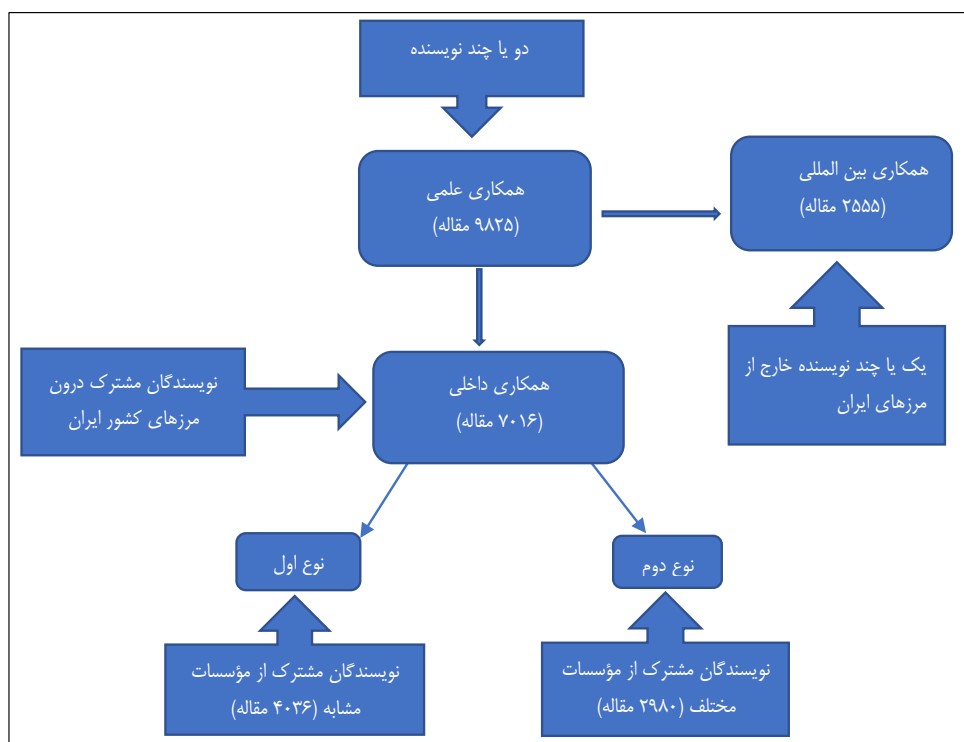 دو یا چند نویسنده
همکاری بین المللی
(۲۵۵۵ مقاله)
همکاری علمی
(۹۸۲۵ مقاله)
یک یا چند نویسنده خارج از
مرزهای ایران
همکاری داخلی
(۷۰۱۶ مقاله)
نویسندگان مشترک درون
مرزهای کشور ایران
نوع دوم
نوع اول
نویسندگان مشترک از مؤسسات
مختلف (۲۹۸۰ مقاله)
نویسندگان مشترک از مؤسسات
مشابه (۴۰۳۶ مقاله)